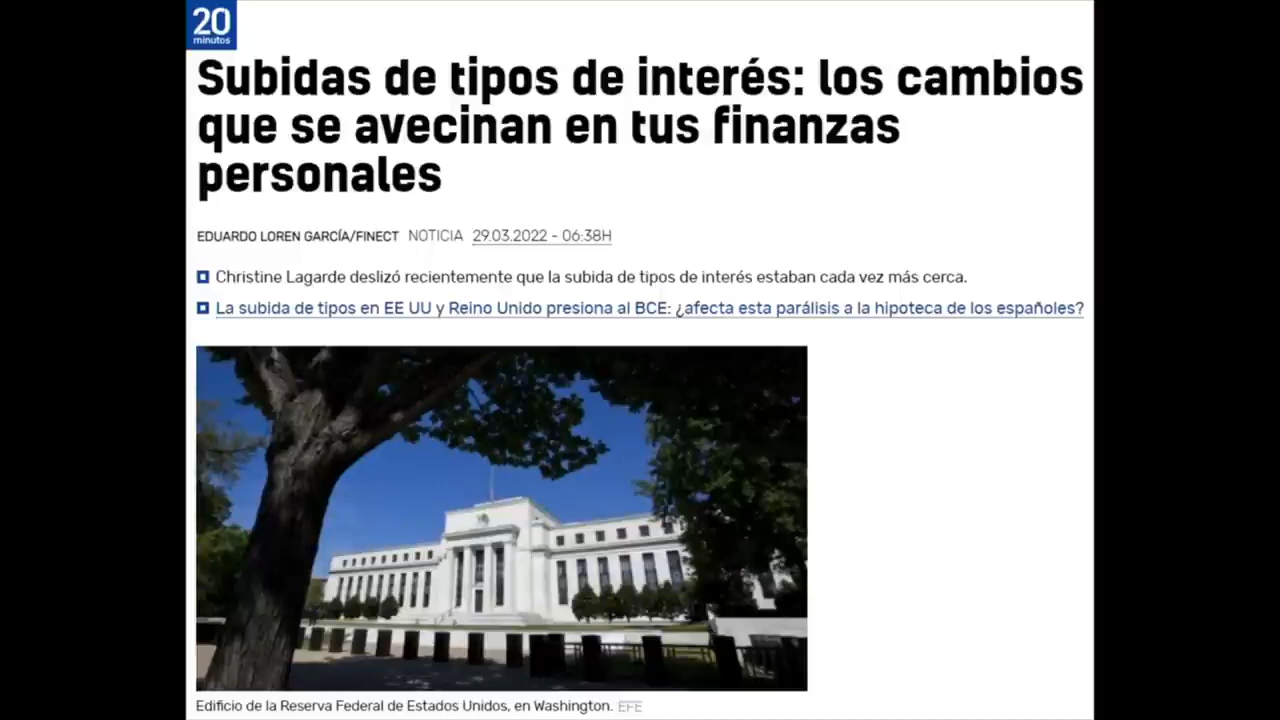 20
minutos
Subidas de tipos de interés: los cambios
que se avecinan en tus finanzas
personales
EDUARDO LOREN GARCÍA/FINECT NOTICIA 29.03.2022 - 06:38H
Christine Lagarde deslizó recientemente que la subida de tipos de interés estaban cada vez más cerca.
La subida de tipos en EE UU y Reino Unido presiona al BCE: ¿afecta esta parálisis a la hipoteca de los españoles?
Edificio de la Reserva Federal de Estados Unidos, en Washington. EFE